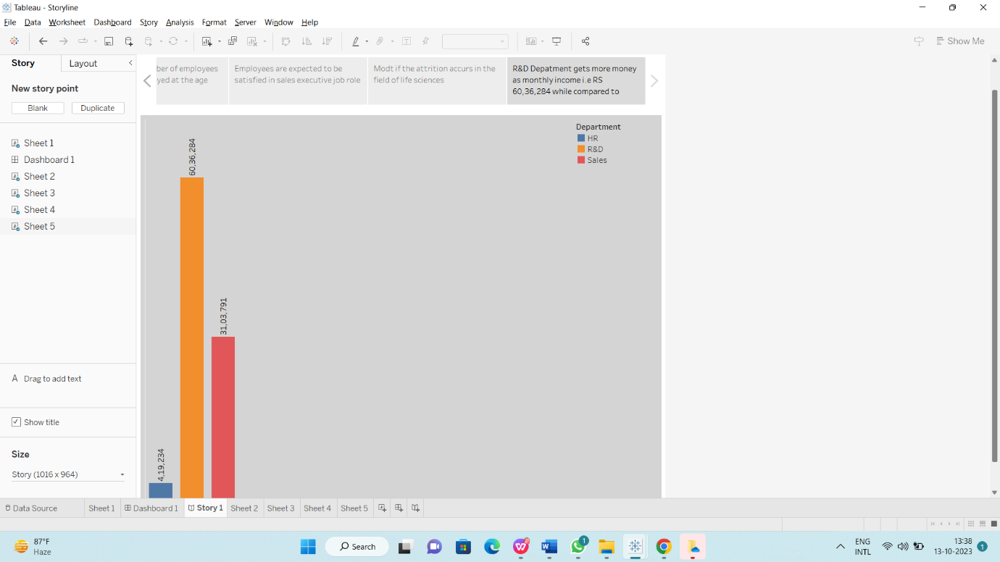 Tableau - Storyline
File Data Worksheet Dashboard Story Analysis Format Server Window Help
Show Me
Story Layout
New story point
Blank Duplicate
Sheet 1
Dashboard 1
Sheet 2
Sheet 3
Sheet 4
Sheet 5
Drag to add text
Show title
Size
Story (1016 x 964)
ber of employees
yed at the age
Employees are expected to be
satisfied in sales executive job role
Modt if the attrition accurs in the
field of life sciences
R&D Depatment gets more money
as monthly income i.e RS
60,36,284 while compared to
Department
HR
R&D
Sales
4,19,234
60,36,284
31,03,791
Data Source Sheet 1 Dashboard 1 Story 1 Sheet 2 Sheet 3 Sheet 4 Sheet 5
87°F
Haze
Search
1
ENG
INTL
13:38
13-10-2023
1